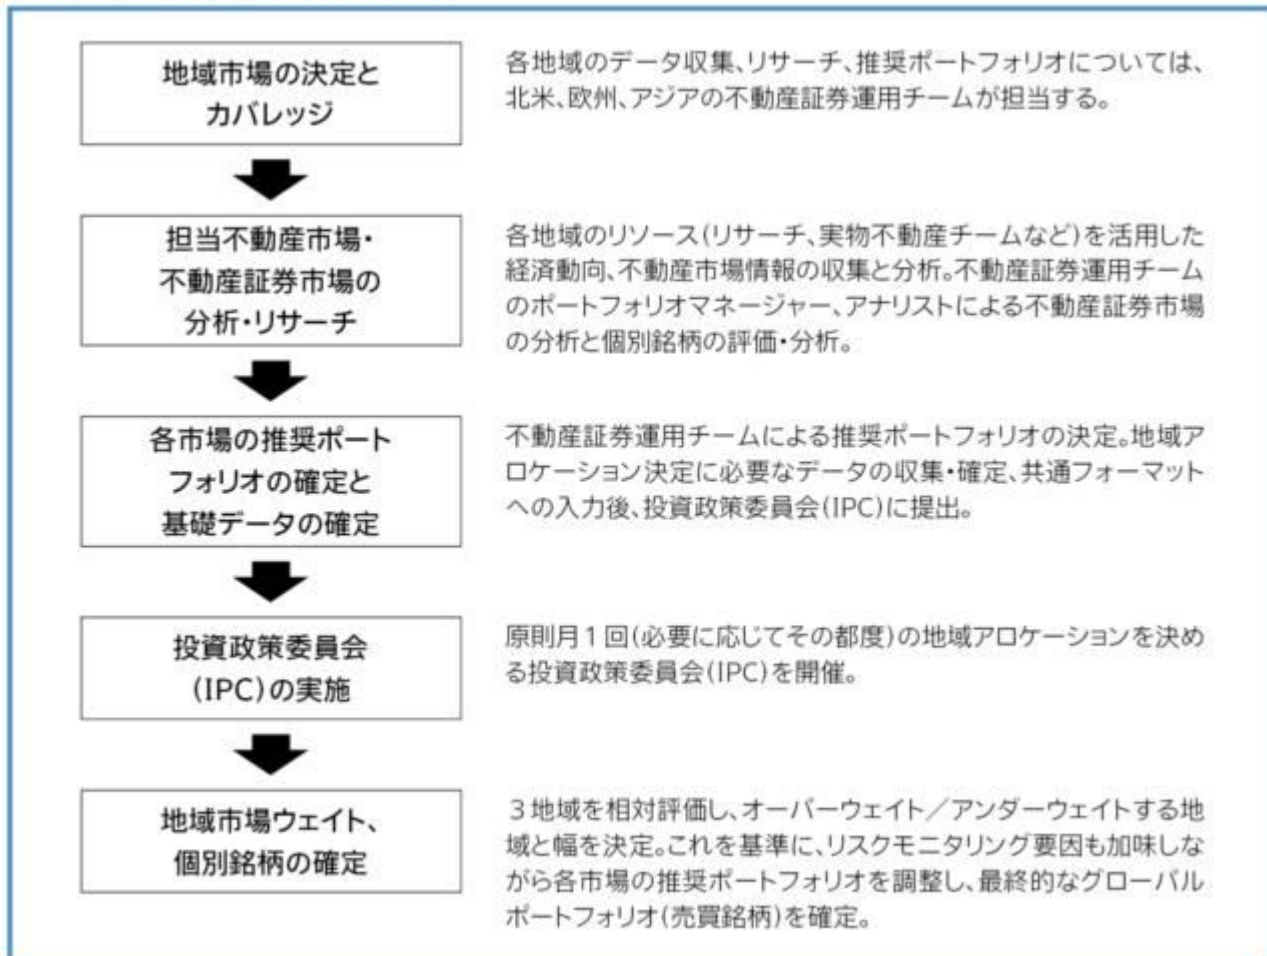 地域市場の決定と
カバレッジ
各地域のデータ収集、リサーチ、推奨ポートフォリオについては、
北米、欧州、アジアの不動産証券運用チームが担当する。
担当不動産市場・
不動産証券市場の
分析・リサーチ
各地域のリソース(リサーチ、実物不動産チームなど)を活用した
経済動向、不動産市場情報の収集と分析。不動産証券運用チーム
のポートフォリオマネージャー、アナリストによる不動産証券市場
の分析と個別銘柄の評価・分析。
各市場の推奨ポート
フォリオの確定と
基礎データの確定
不動産証券運用チームによる推奨ポートフォリオの決定。地域ア
ロケーション決定に必要なデータの収集・確定、共通フォーマット
への入力後、投資政策委員会(IPC)に提出。
投資政策委員会
(IPC)の実施
原則月1回(必要に応じてその都度)の地域アロケーションを決め
る投資政策委員会(IPC)を開催。
地域市場ウェイト、
個別銘柄の確定
3地域を相対評価し、オーバーウェイト／アンダーウェイトする地
域と幅を決定。これを基準に、リスクモニタリング要因も加味しな
がら各市場の推奨ポートフォリオを調整し、最終的なグローバル
ポートフォリオ(売買銘柄)を確定。